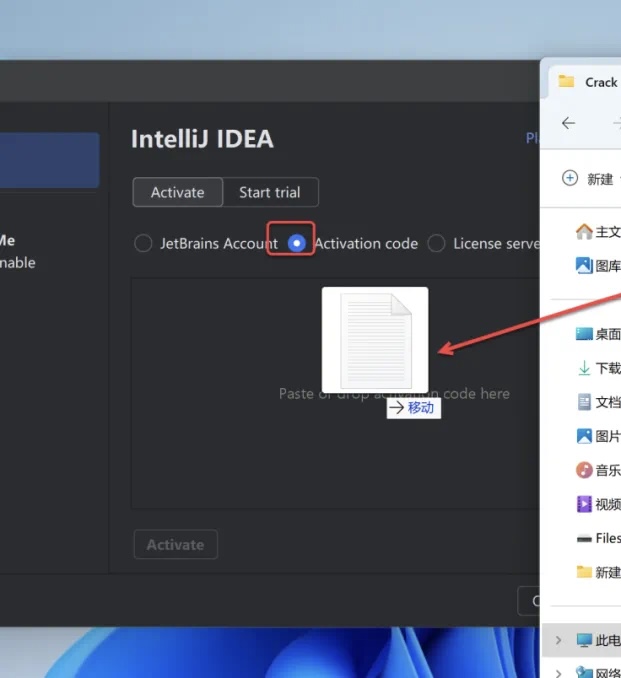 Crack
IntelliJ IDEA
Pl
Activate
Start trial
新建
主文
Me
nable
JetBrains Account
Activation code
License serve
图库
桌面
下载
Paste or drop activation code here
移动
文档
图片
音乐
视频
Files
Activate
新建
C
此电
网络